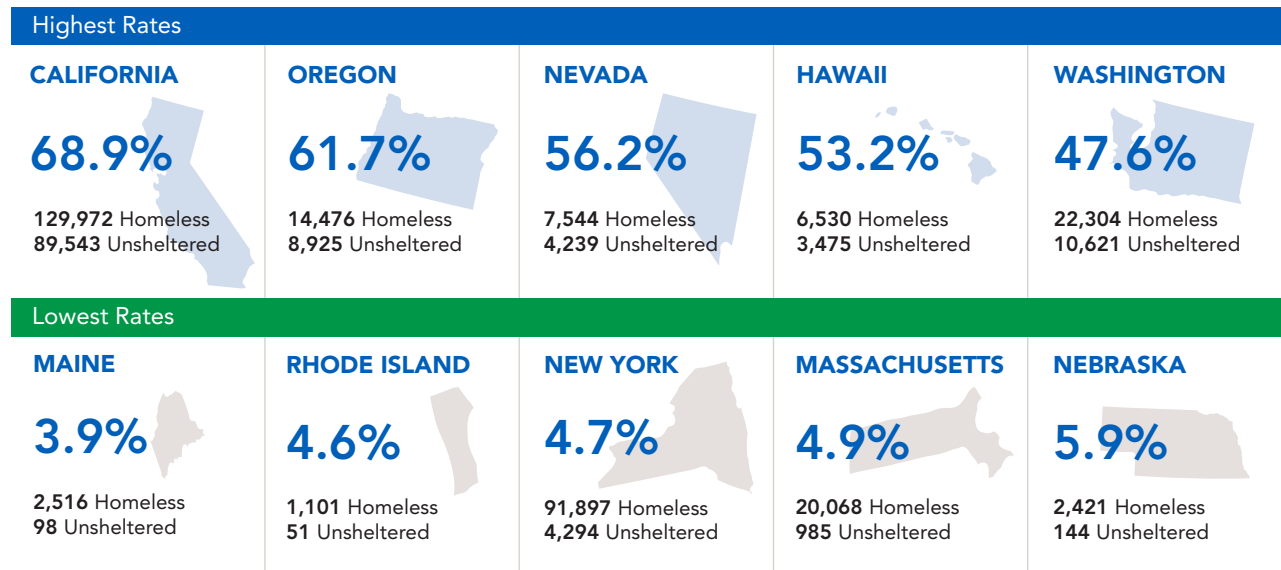 Highest Rates
CALIFORNIA
68.9%
129,972 Homeless
89,543 Unsheltered
OREGON
61.7%
14,476 Homeless
8,925 Unsheltered
NEVADA
56.2%
7,544 Homeless
4,239 Unsheltered
HAWAII
53.2%
6,530 Homeless
3,475 Unsheltered
WASHINGTON
47.6%
22,304 Homeless
10,621 Unsheltered
Lowest Rates
MAINE
3.9%
2,516 Homeless
98 Unsheltered
RHODE ISLAND
4.6%
1,101 Homeless
51 Unsheltered
NEW YORK
4.7%
91,897 Homeless
4,294 Unsheltered
MASSACHUSETTS
4.9%
20,068 Homeless
985 Unsheltered
NEBRASKA
5.9%
2,421 Homeless
144 Unsheltered